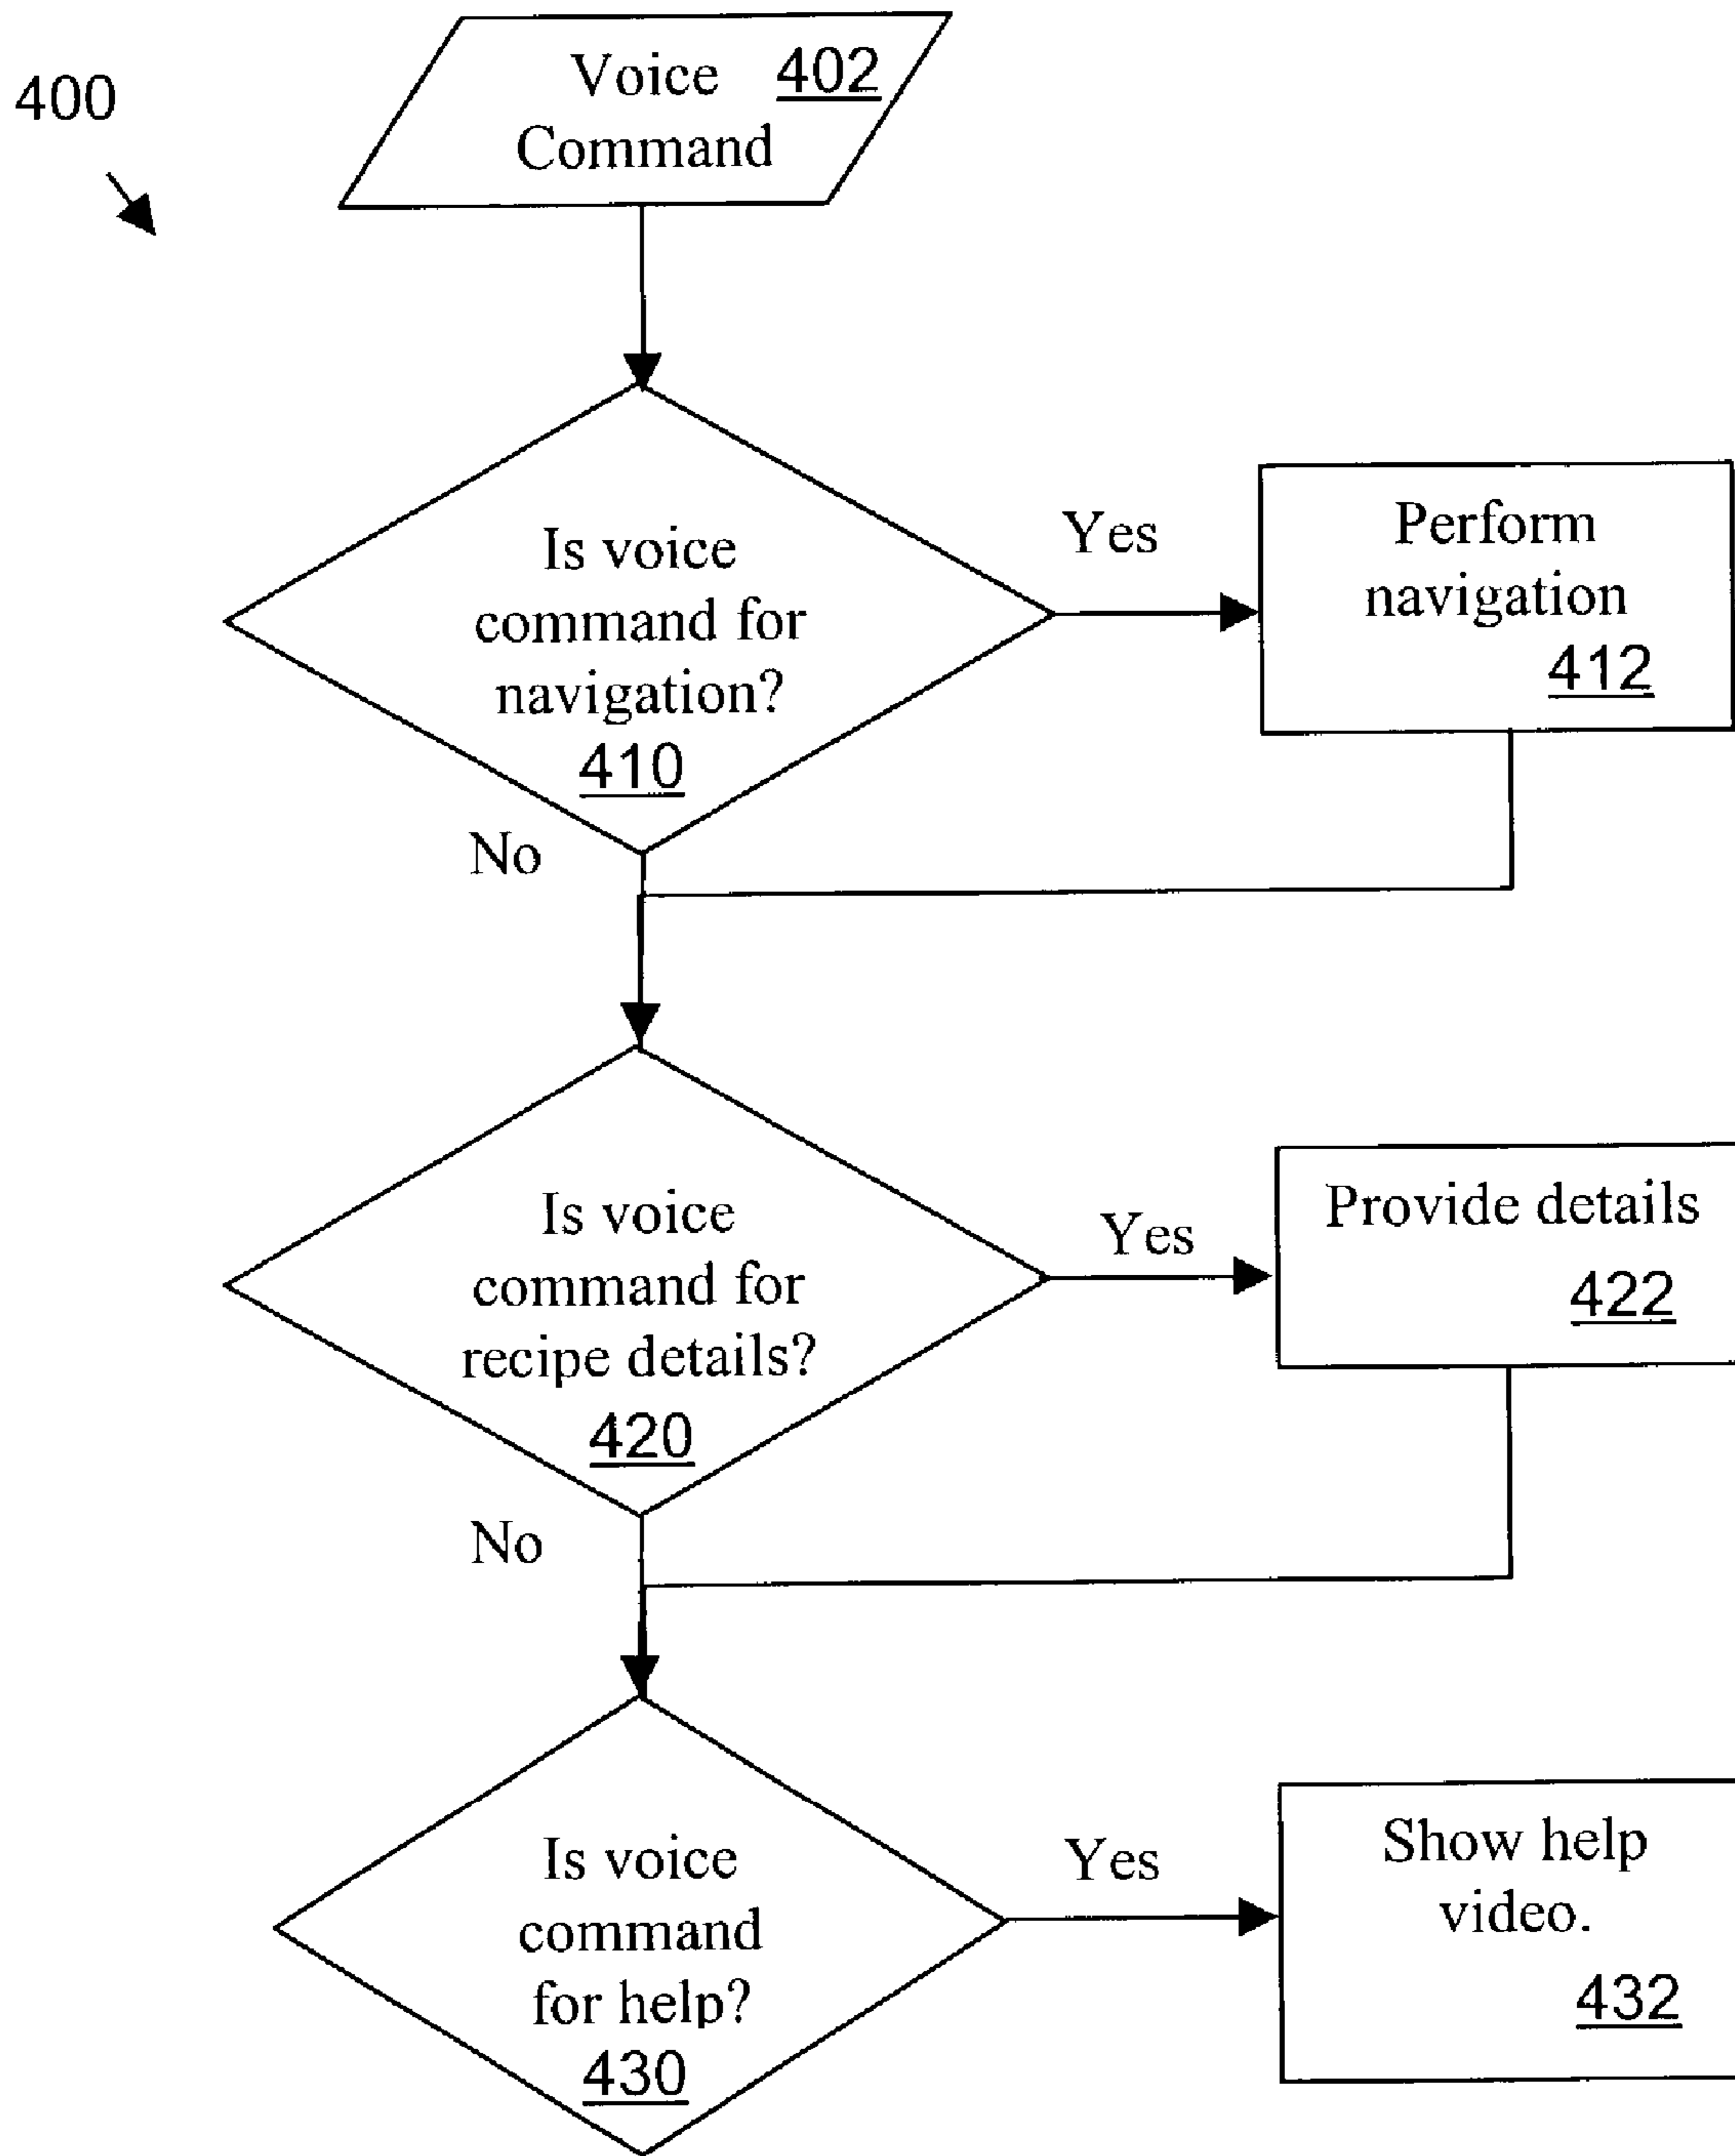 400
Voice 402
Command
Is voice
command for
navigation?
410
Yes
Perform
navigation
412
No
Is voice
command for
recipe details?
420
Yes
Provide details
422
No
Is voice
command
for help?
430
Yes
Show help
video.
432